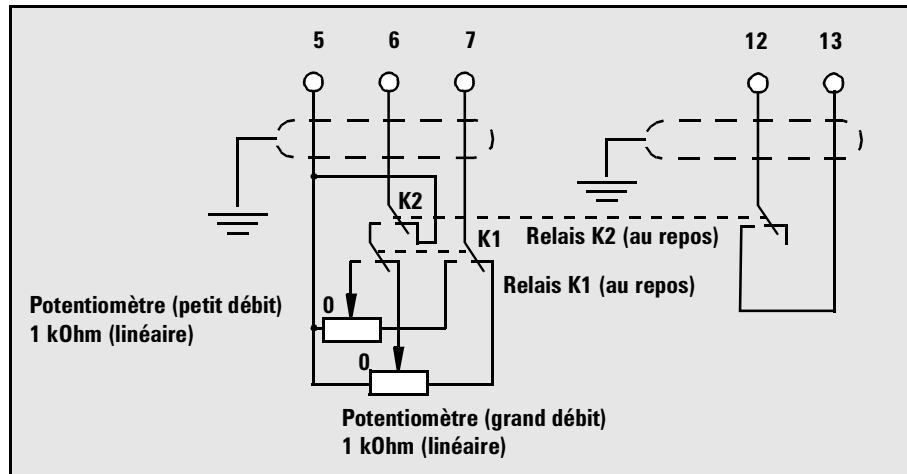 5 6 7 12 13
K2
K1
Relais K2 (au repos)
Relais K1 (au repos)
Potentiomètre (petit débit)
1 kOhm (linéaire)
0
0
Potentiomètre (grand débit)
1 kOhm (linéaire)